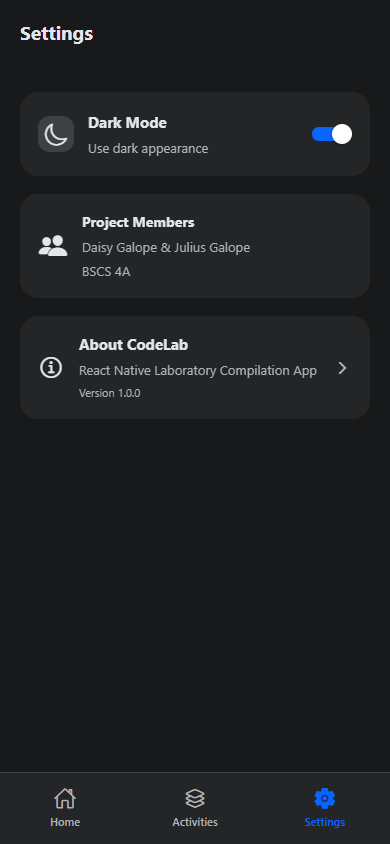 Settings
Dark Mode
Use dark appearance
Project Members
Daisy Galope & Julius Galope
BSCS 4A
About CodeLab
React Native Laboratory Compilation App
Version 1.0.0
Home
Activities
Settings